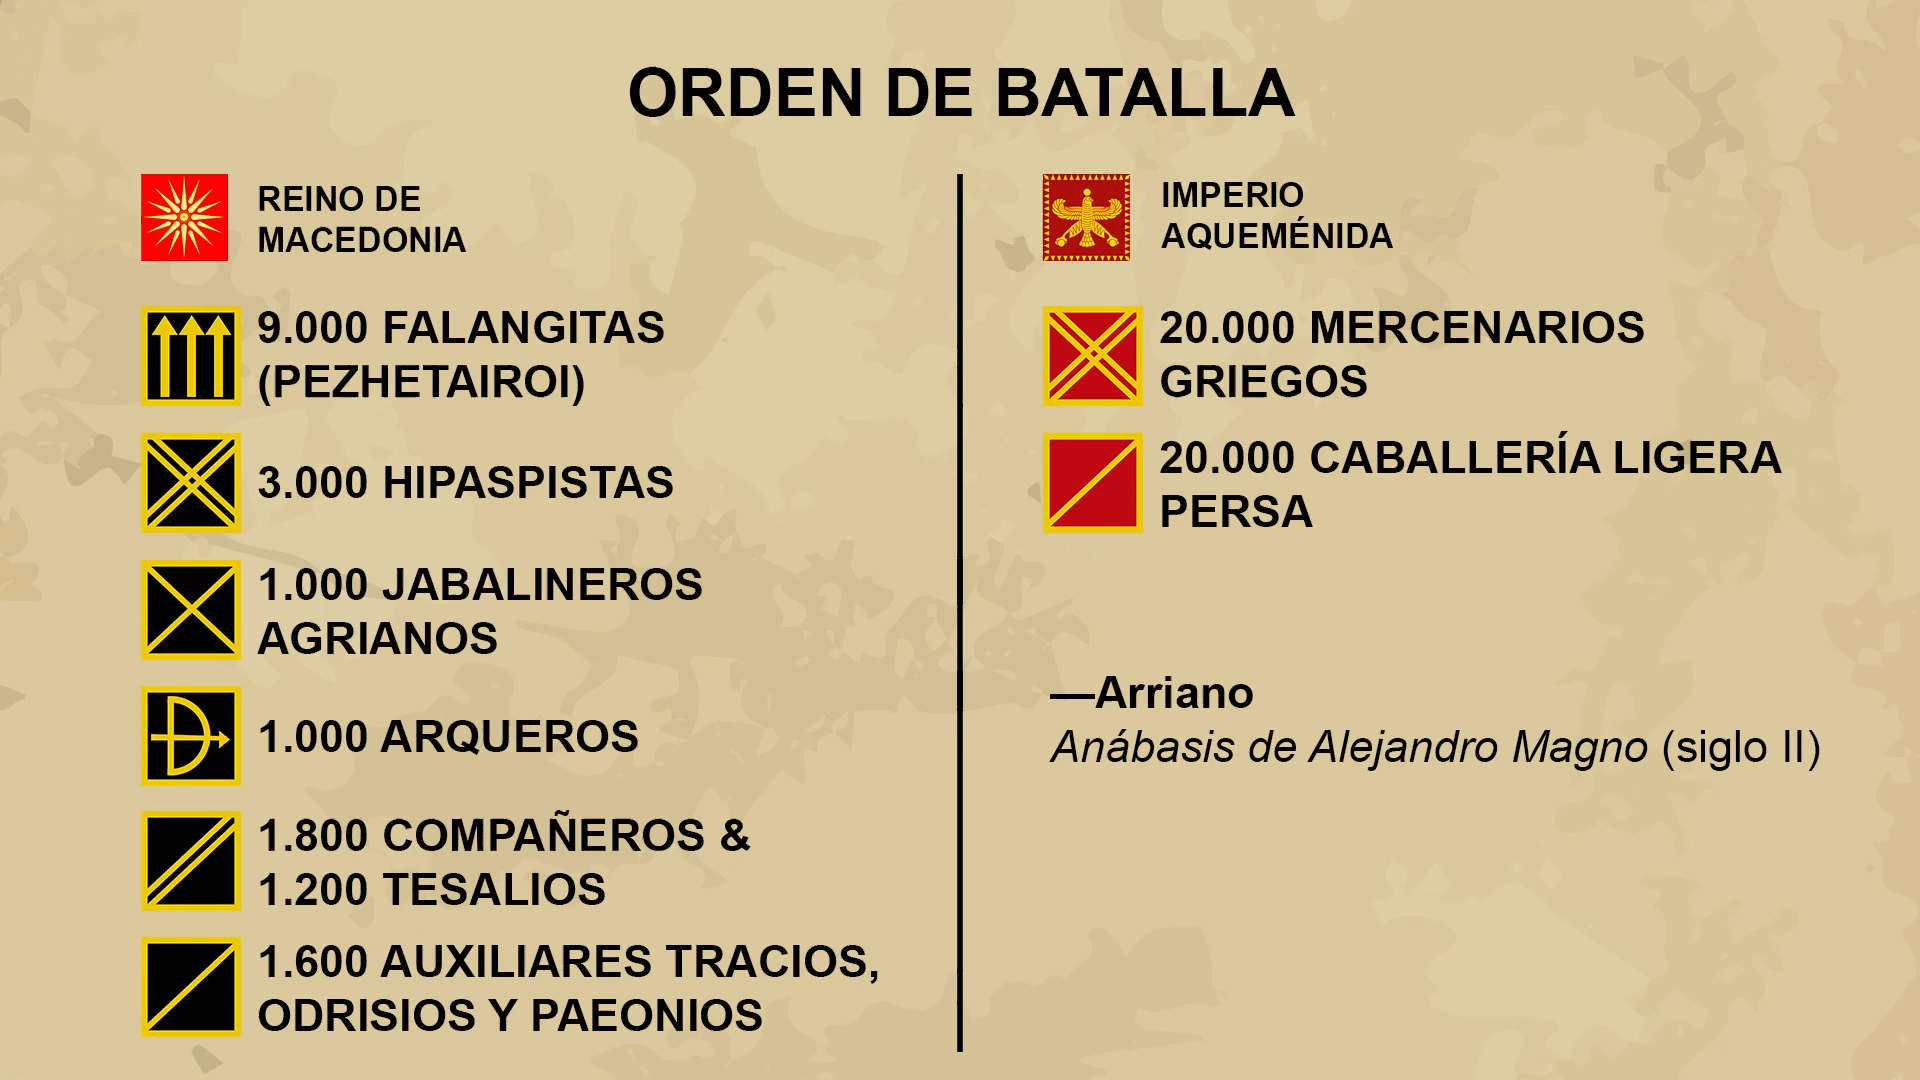 ORDEN DE BATALLA
REINO DE
MACEDONIA
9.000 FALANGITAS
(PEZHETAIROI)
3.000 HIPASPISTAS
1.000 JABALINEROS
AGRIANOS
1.000 ARQUEROS
1.800 COMPAÑEROS &
1.200 TESALIOS
1.600 AUXILIARES TRACIOS,
ODRISIOS Y PAEONIOS
IMPERIO
AQUEMÉNIDA
20.000 MERCENARIOS
GRIEGOS
20.000 CABALLERÍA LIGERA
PERSA
—Arriano
Anábasis de Alejandro Magno (siglo II)